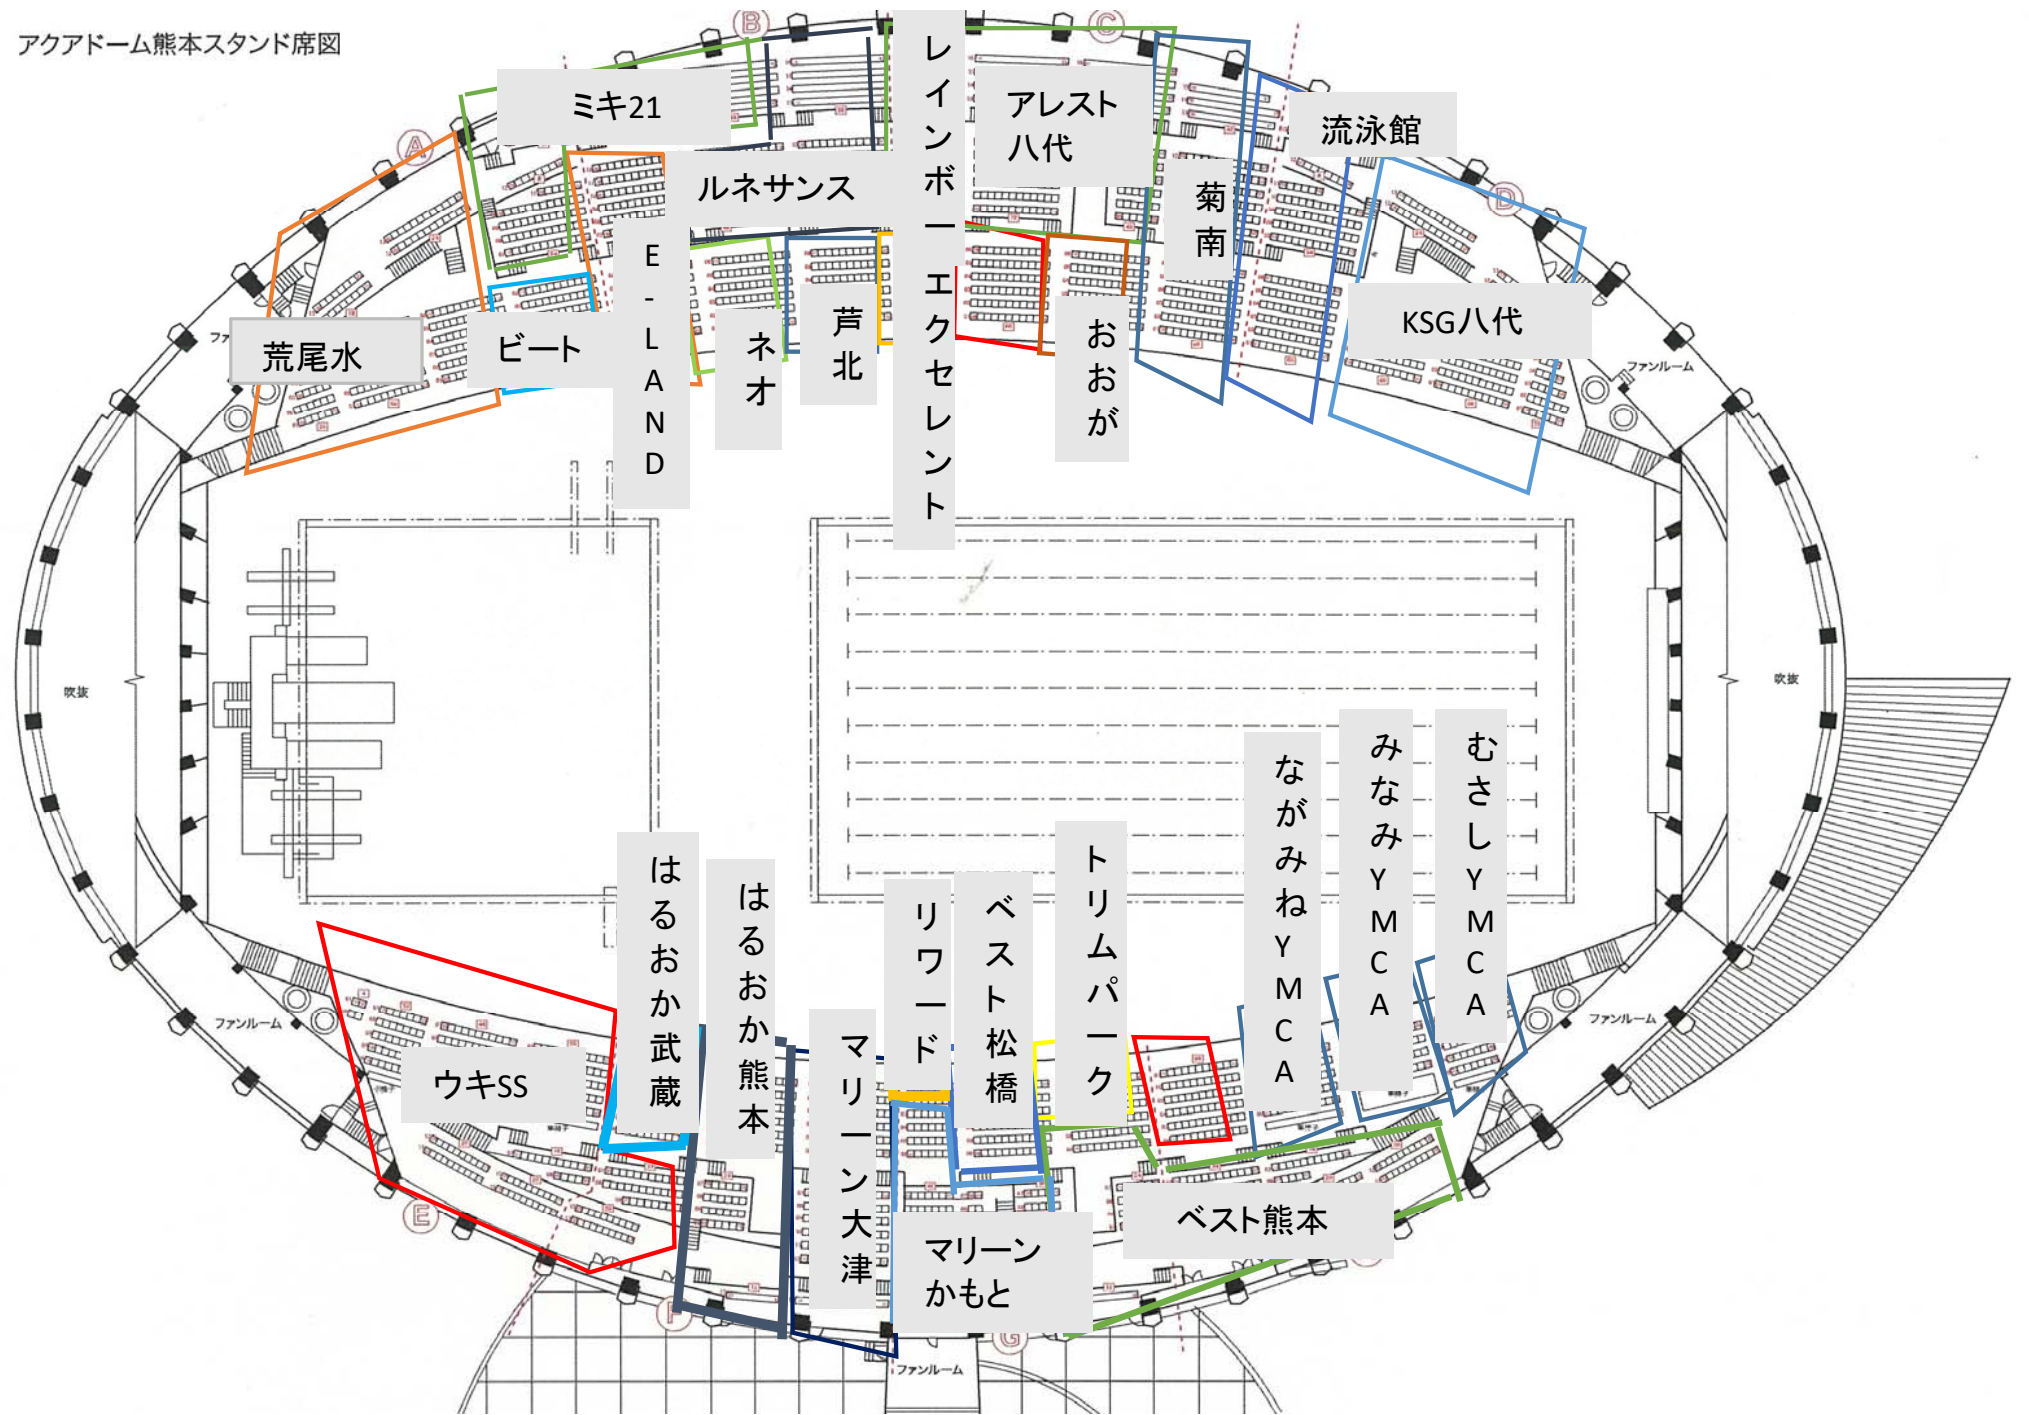 アクアドーム熊本スタンド席図
A
B
C
D
ミキ21
ルネサンス
レインボー
アレスト
八代
流泳館
菊南
E-LAND
エクセレント
荒尾水
ビート
ネオ
芦北
おおが
KSG八代
ファンルーム
吹抜
吹抜
ながみねYMCA
みなみYMCA
むさしYMCA
はるおか武蔵
はるおか熊本
マリーン大津
リワード
ベスト松橋
トリムパーク
ファンルーム
ファンルーム
ウキSS
ベスト熊本
マリーン
かもと
E
F
G
ファンルーム